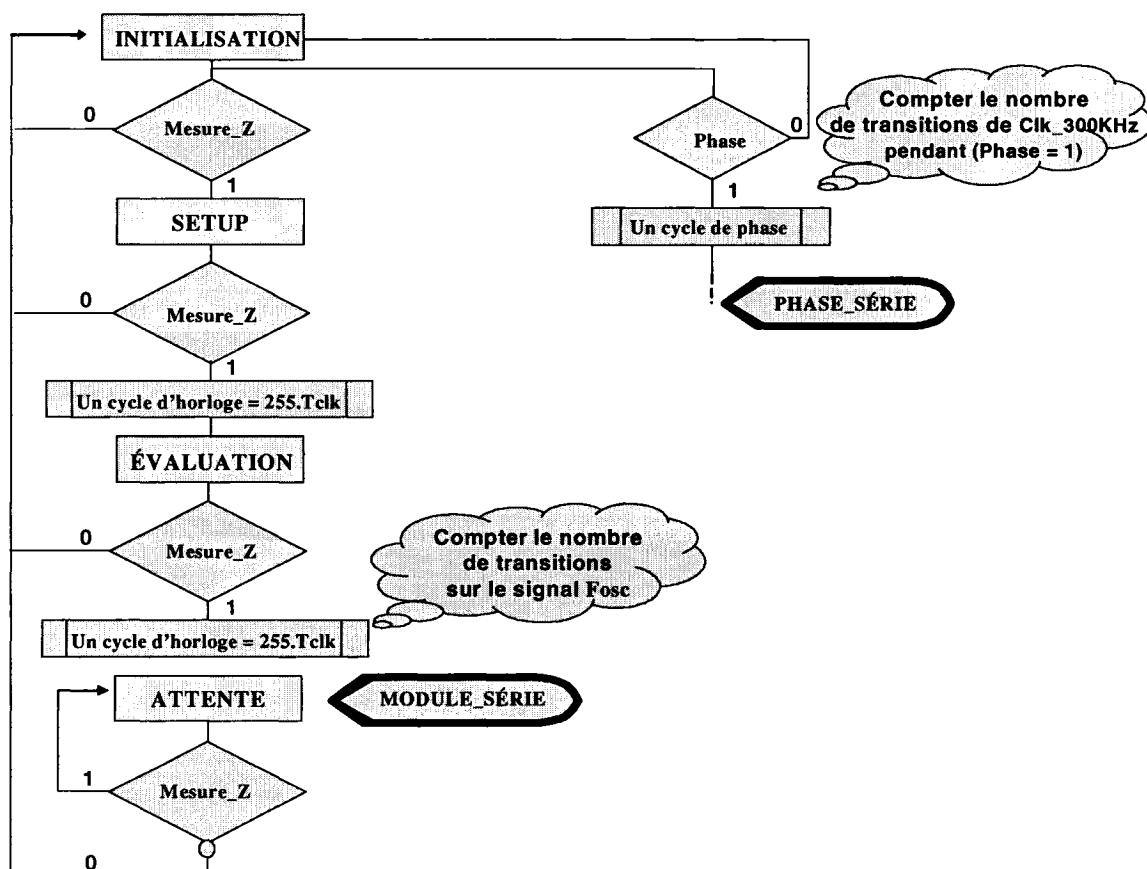 INITIALISATION
0
Mesure_Z
1
Phase
0
1
Compter le nombre
de transitions de Clk_300KHz
pendant (Phase = 1)
SETUP
Un cycle de phase
0
Mesure_Z
1
PHASE_SÉRIE
Un cycle d'horloge = 255.Tclk
ÉVALUATION
0
Mesure_Z
1
Compter le nombre
de transitions
sur le signal Fosc
Un cycle d'horloge = 255.Tclk
ATTENTE
MODULE_SÉRIE
1
Mesure_Z
0